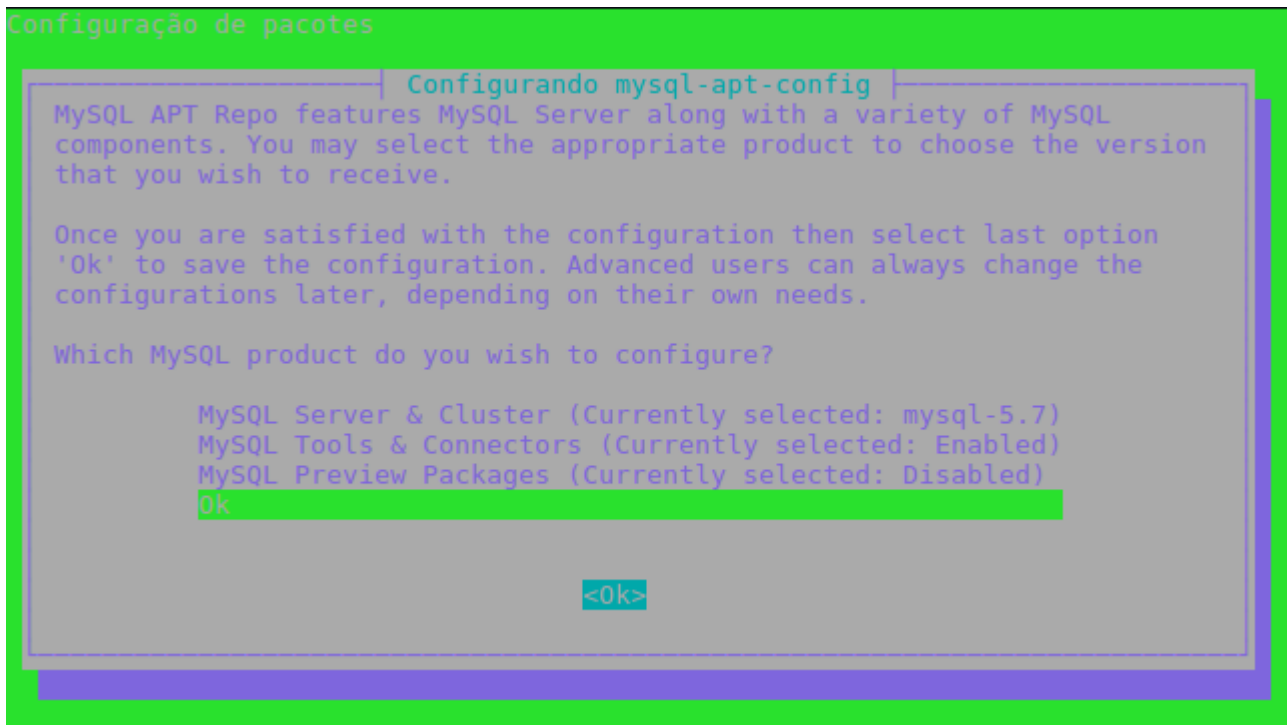 Configuração de pacotes
Configurando mysql-apt-config
MySQL APT Repo features MySQL Server along with a variety of MySQL
components. You may select the appropriate product to choose the version
that you wish to receive.
Once you are satisfied with the configuration then select last option
'Ok' to save the configuration. Advanced users can always change the
configurations later, depending on their own needs.
Which MySQL product do you wish to configure?
MySQL Server & Cluster (Currently selected: mysql-5.7)
MySQL Tools & Connectors (Currently selected: Enabled)
MySQL Preview Packages (Currently selected: Disabled)
Ok
<Ok>